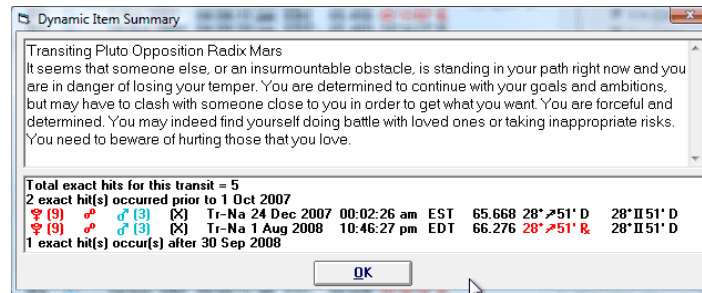 Dynamic Item Summary
Transiting Pluto Opposition Radix Mars
It seems that someone else, or an insurmountable obstacle, is standing in your path right now and you
are in danger of losing your temper. You are determined to continue with your goals and ambitions,
but may have to clash with someone close to you in order to get what you want. You are forceful and
determined. You may indeed find yourself doing battle with loved ones or taking inappropriate risks.
You need to beware of hurting those that you love.
Total exact hits for this transit = 5
2 exact hit(s) occurred prior to 1 Oct 2007
♀ (9) ☍ ♂ (3) (X) Tr-Na 24 Dec 2007 00:02:26 am EST 65.668 28°♐51' D 28°♊51' D
♀ (9) ☍ ♂ (3) (X) Tr-Na 1 Aug 2008 10:46:27 pm EDT 66.276 28°♐51' ℞ 28°♊51' D
1 exact hit(s) occur(s) after 30 Sep 2008
OK